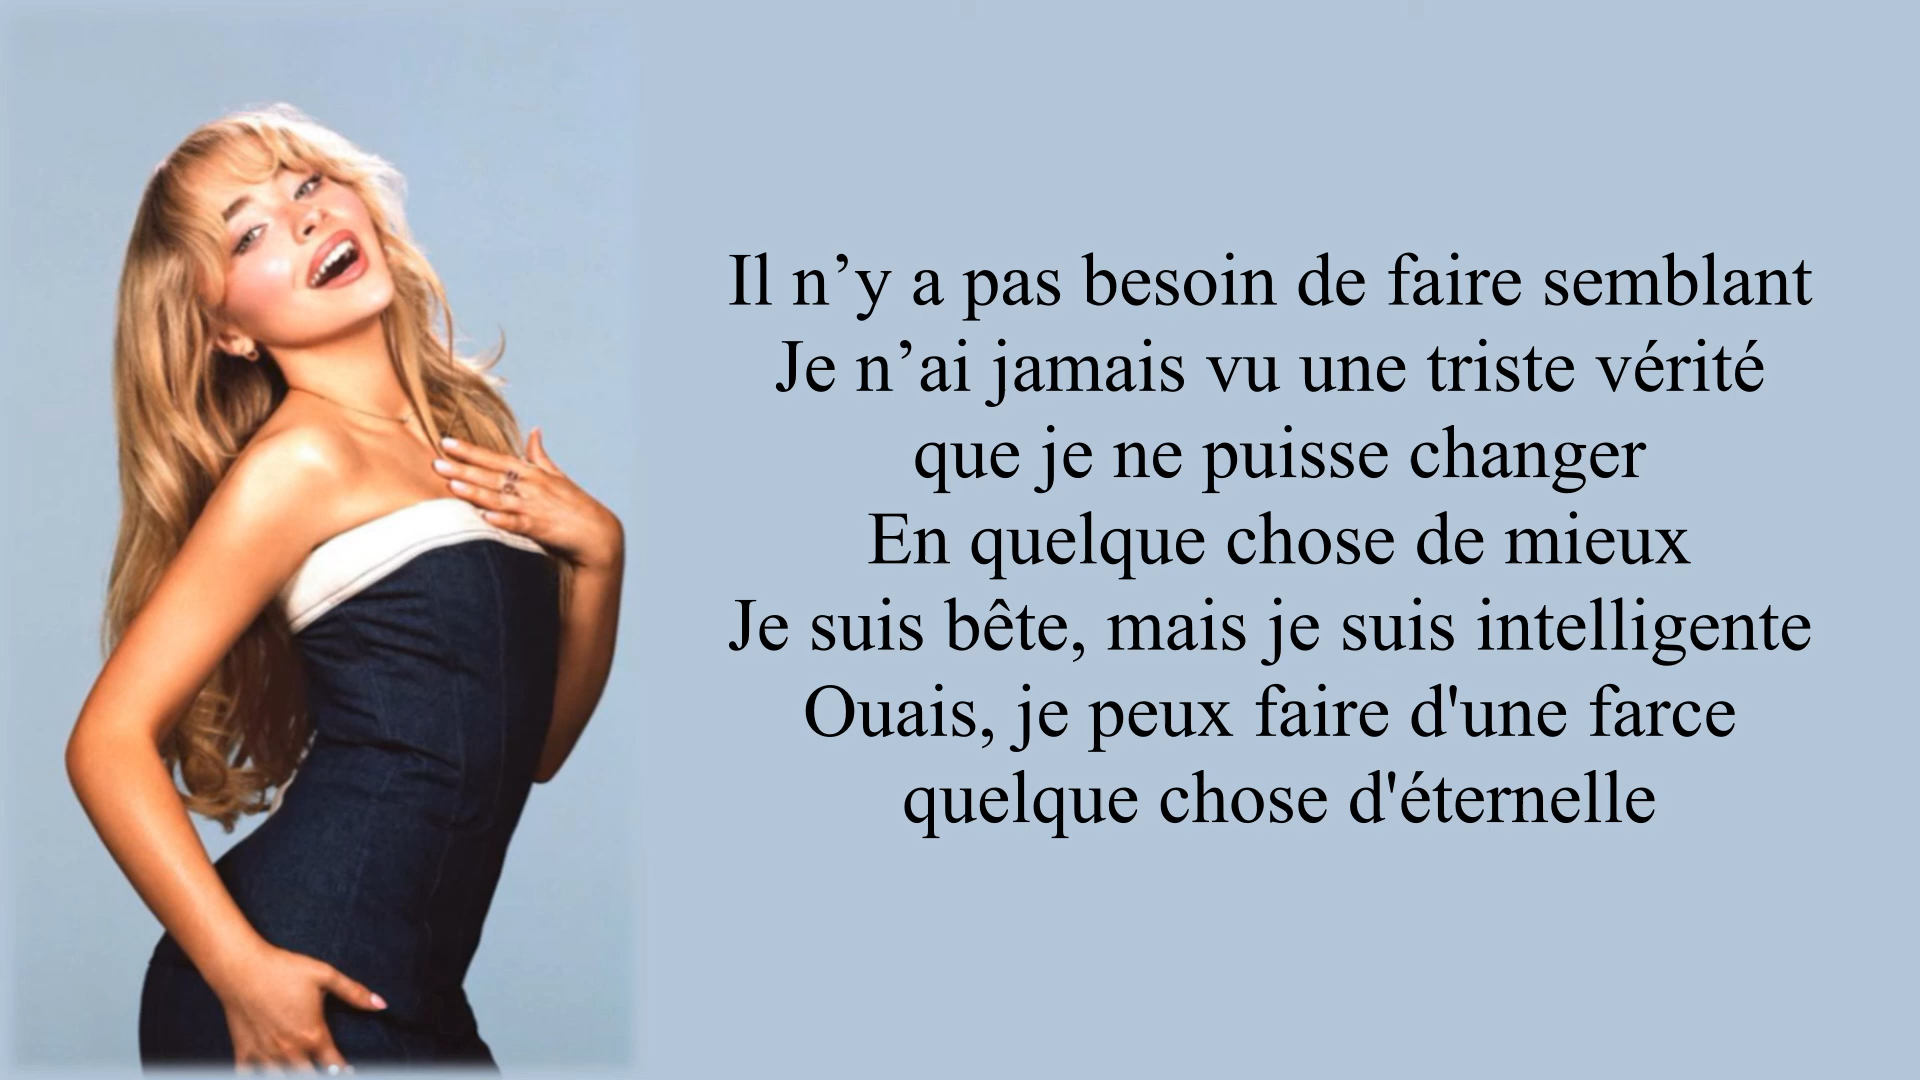 Il n’y a pas besoin de faire semblant
Je n’ai jamais vu une triste vérité
que je ne puisse changer
En quelque chose de mieux
Je suis bête, mais je suis intelligente
Ouais, je peux faire d'une farce
quelque chose d'éternelle